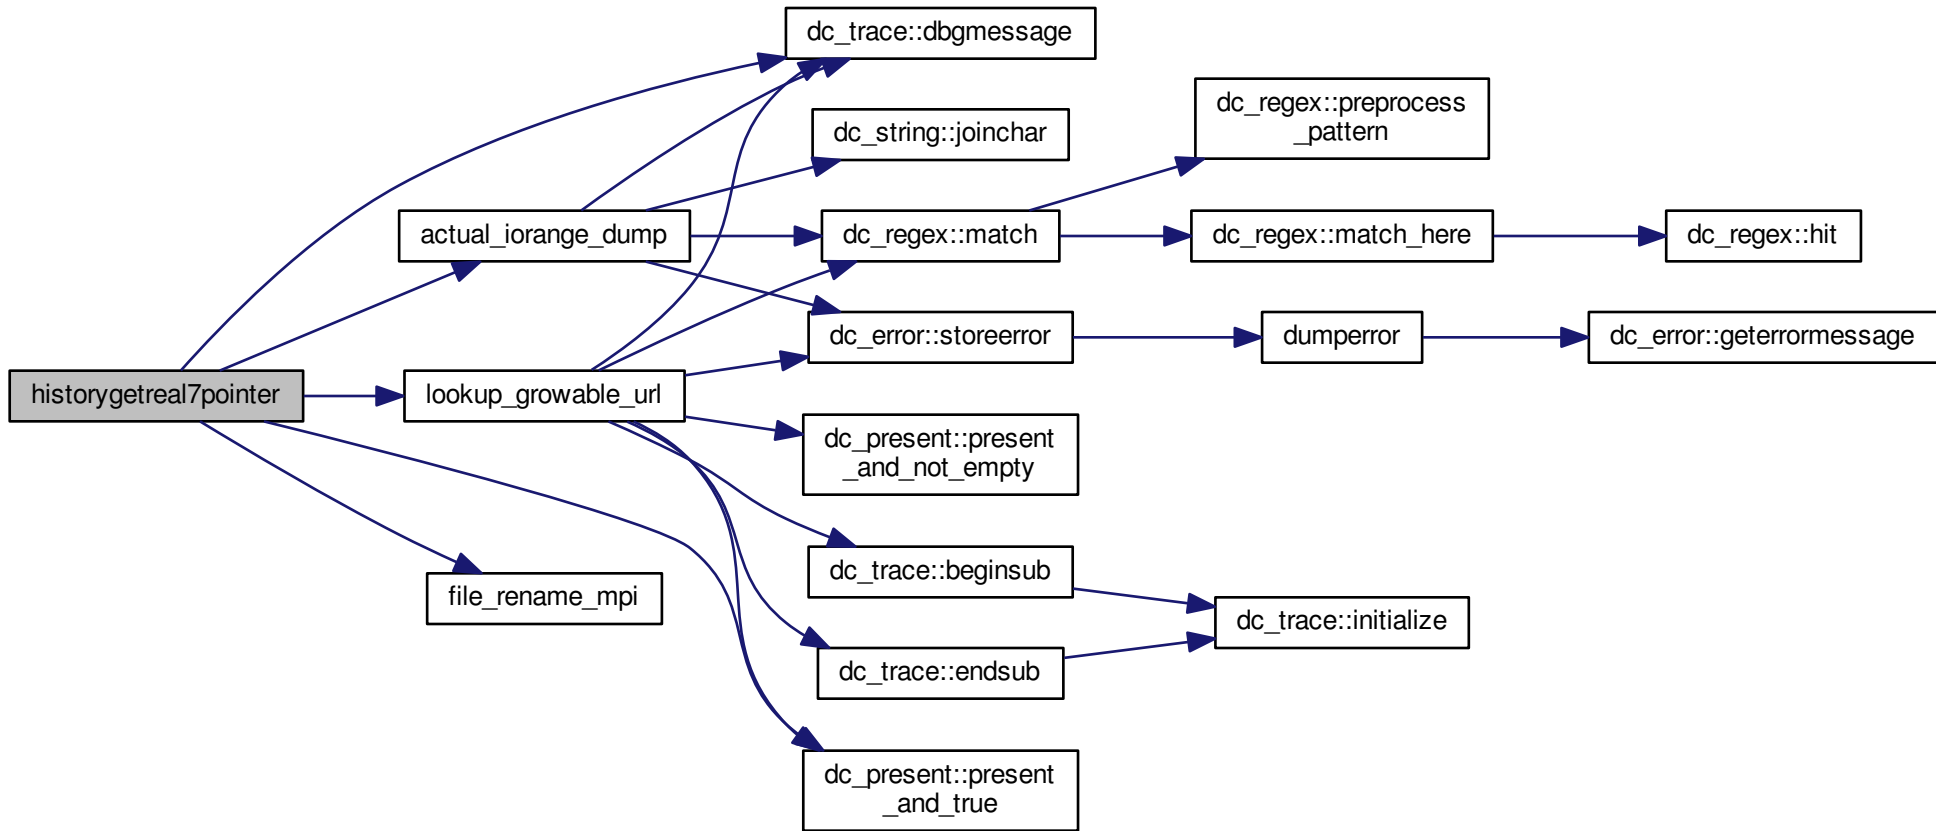 dc_trace::dbgmessage
dc_regex::preprocess
_pattern
dc_string::joinchar
actual_iorange_dump
dc_regex::match
dc_regex::match_here
dc_regex::hit
dc_error::storeerror
dumperror
dc_error::geterrormessage
historygetreal7pointer
lookup_growable_url
dc_present::present
_and_not_empty
dc_trace::beginsub
file_rename_mpi
dc_trace::initialize
dc_trace::endsub
dc_present::present
_and_true